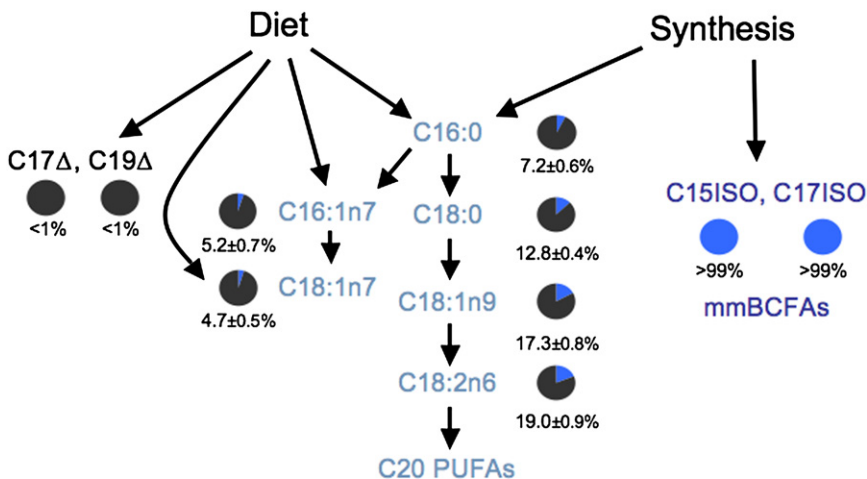 Diet
Synthesis
C16:0
7.2±0.6%
C17Δ, C19Δ
<1%
<1%
C16:1n7
5.2±0.7%
C18:0
12.8±0.4%
C15ISO, C17ISO
>99%
>99%
mmBCFAs
C18:1n7
4.7±0.5%
C18:1n9
17.3±0.8%
C18:2n6
19.0±0.9%
C20 PUFAs